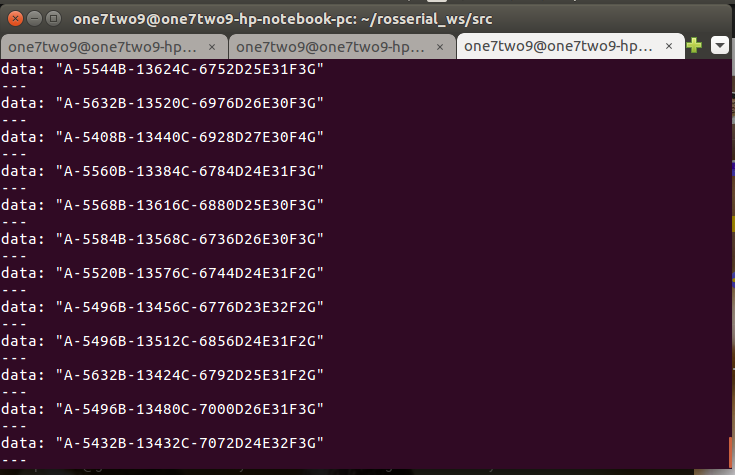 one7two9@one7two9-hp-notebook-pc: ~/rosserial_ws/src
one7two9@one7two9-hp... × one7two9@one7two9-hp... × one7two9@one7two9-hp... ×
data: "A-5544B-13624C-6752D25E31F3G"
---
data: "A-5632B-13520C-6976D26E30F3G"
---
data: "A-5408B-13440C-6928D27E30F4G"
---
data: "A-5560B-13384C-6784D24E31F3G"
---
data: "A-5568B-13616C-6880D25E30F3G"
---
data: "A-5584B-13568C-6736D26E30F3G"
---
data: "A-5520B-13576C-6744D24E31F2G"
---
data: "A-5496B-13456C-6776D23E32F2G"
---
data: "A-5496B-13512C-6856D24E31F2G"
---
data: "A-5632B-13424C-6792D25E31F2G"
---
data: "A-5496B-13480C-7000D26E31F3G"
---
data: "A-5432B-13432C-7072D24E32F3G"
---